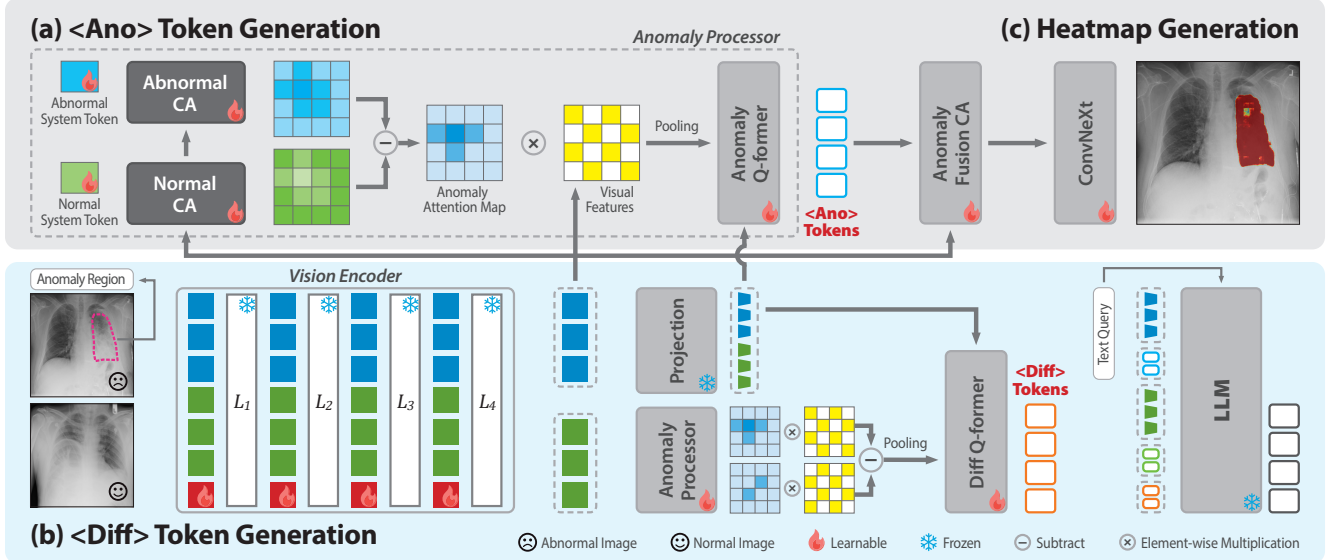 (a) <Ano> Token Generation
Anomaly Processor
(c) Heatmap Generation
Abnormal
System Token
Abnormal
CA
Normal
System Token
Normal
CA
Anomaly
Attention Map
Visual
Features
Pooling
Anomaly
Q-former
<Ano>
Tokens
Anomaly
Fusion CA
ConvNeXt
Anomaly Region
Vision Encoder
L1
L2
L3
L4
Projection
Anomaly
Processor
Pooling
Diff Q-former
<Diff>
Tokens
Text Query
LLM
(b) <Diff> Token Generation
Abnormal Image
Normal Image
Learnable
Frozen
Subtract
Element-wise Multiplication